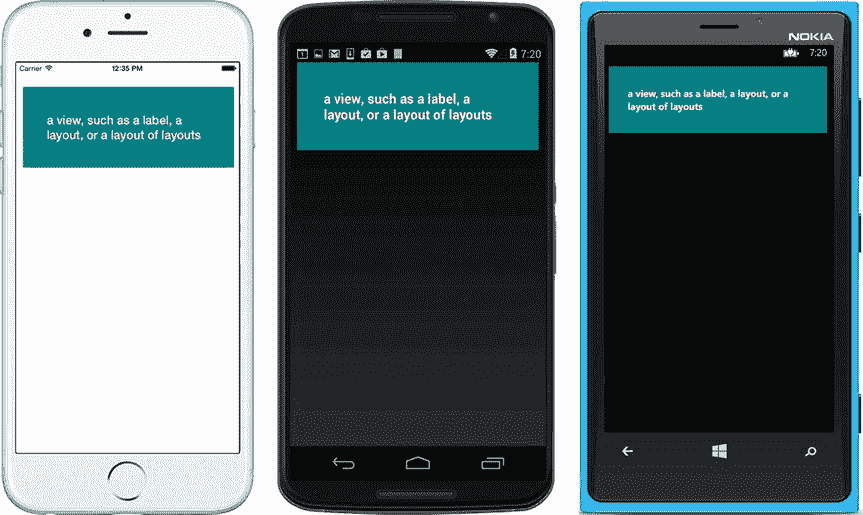 Carrier 12:35 PM
a view, such as a label, a
layout, or a layout of layouts
7:20
a view, such as a label, a
layout, or a layout of layouts
NOKIA
7:20
a view, such as a label, a layout, or a
layout of layouts